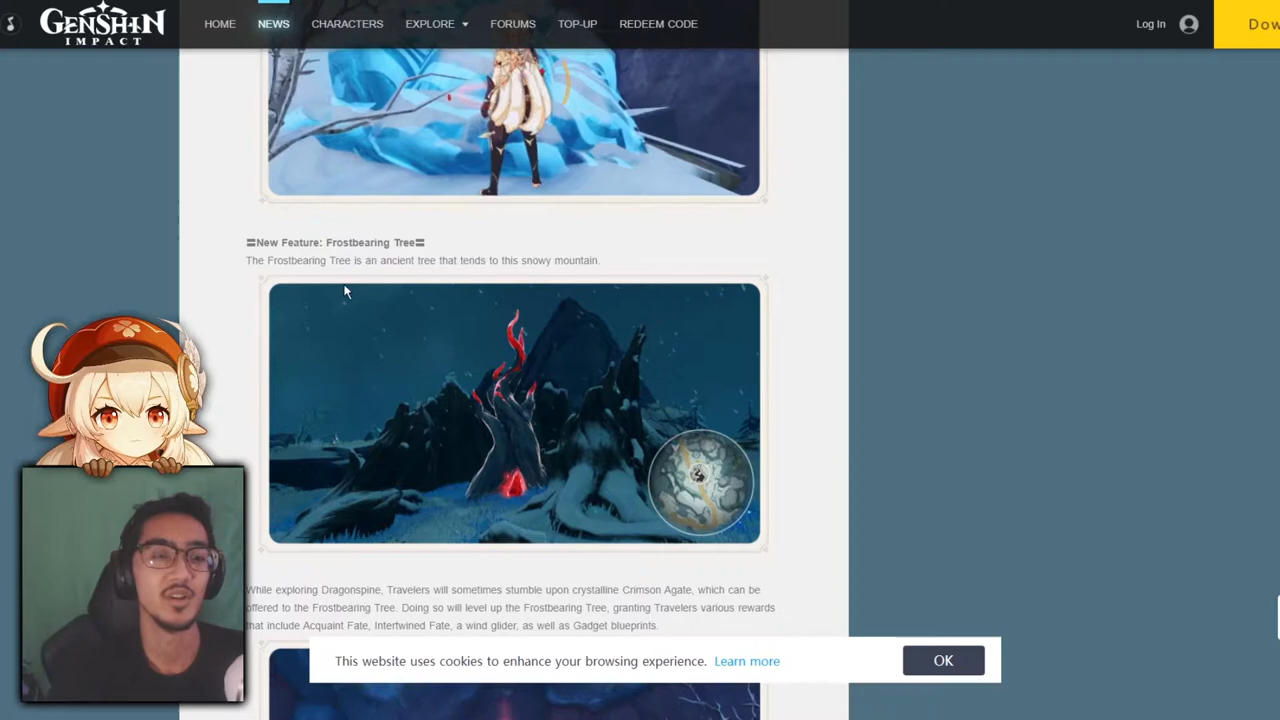 GENSHIN
IMPACT
HOME NEWS CHARACTERS EXPLORE FORUMS TOP-UP REDEEM CODE Log In Dow
〓New Feature: Frostbearing Tree〓
The Frostbearing Tree is an ancient tree that tends to this snowy mountain.
While exploring Dragonspine, Travelers will sometimes stumble upon crystalline Crimson Agate, which can be
offered to the Frostbearing Tree. Doing so will level up the Frostbearing Tree, granting Travelers various rewards
that include Acquaint Fate, Intertwined Fate, a wind glider, as well as Gadget blueprints.
This website uses cookies to enhance your browsing experience. Learn more OK